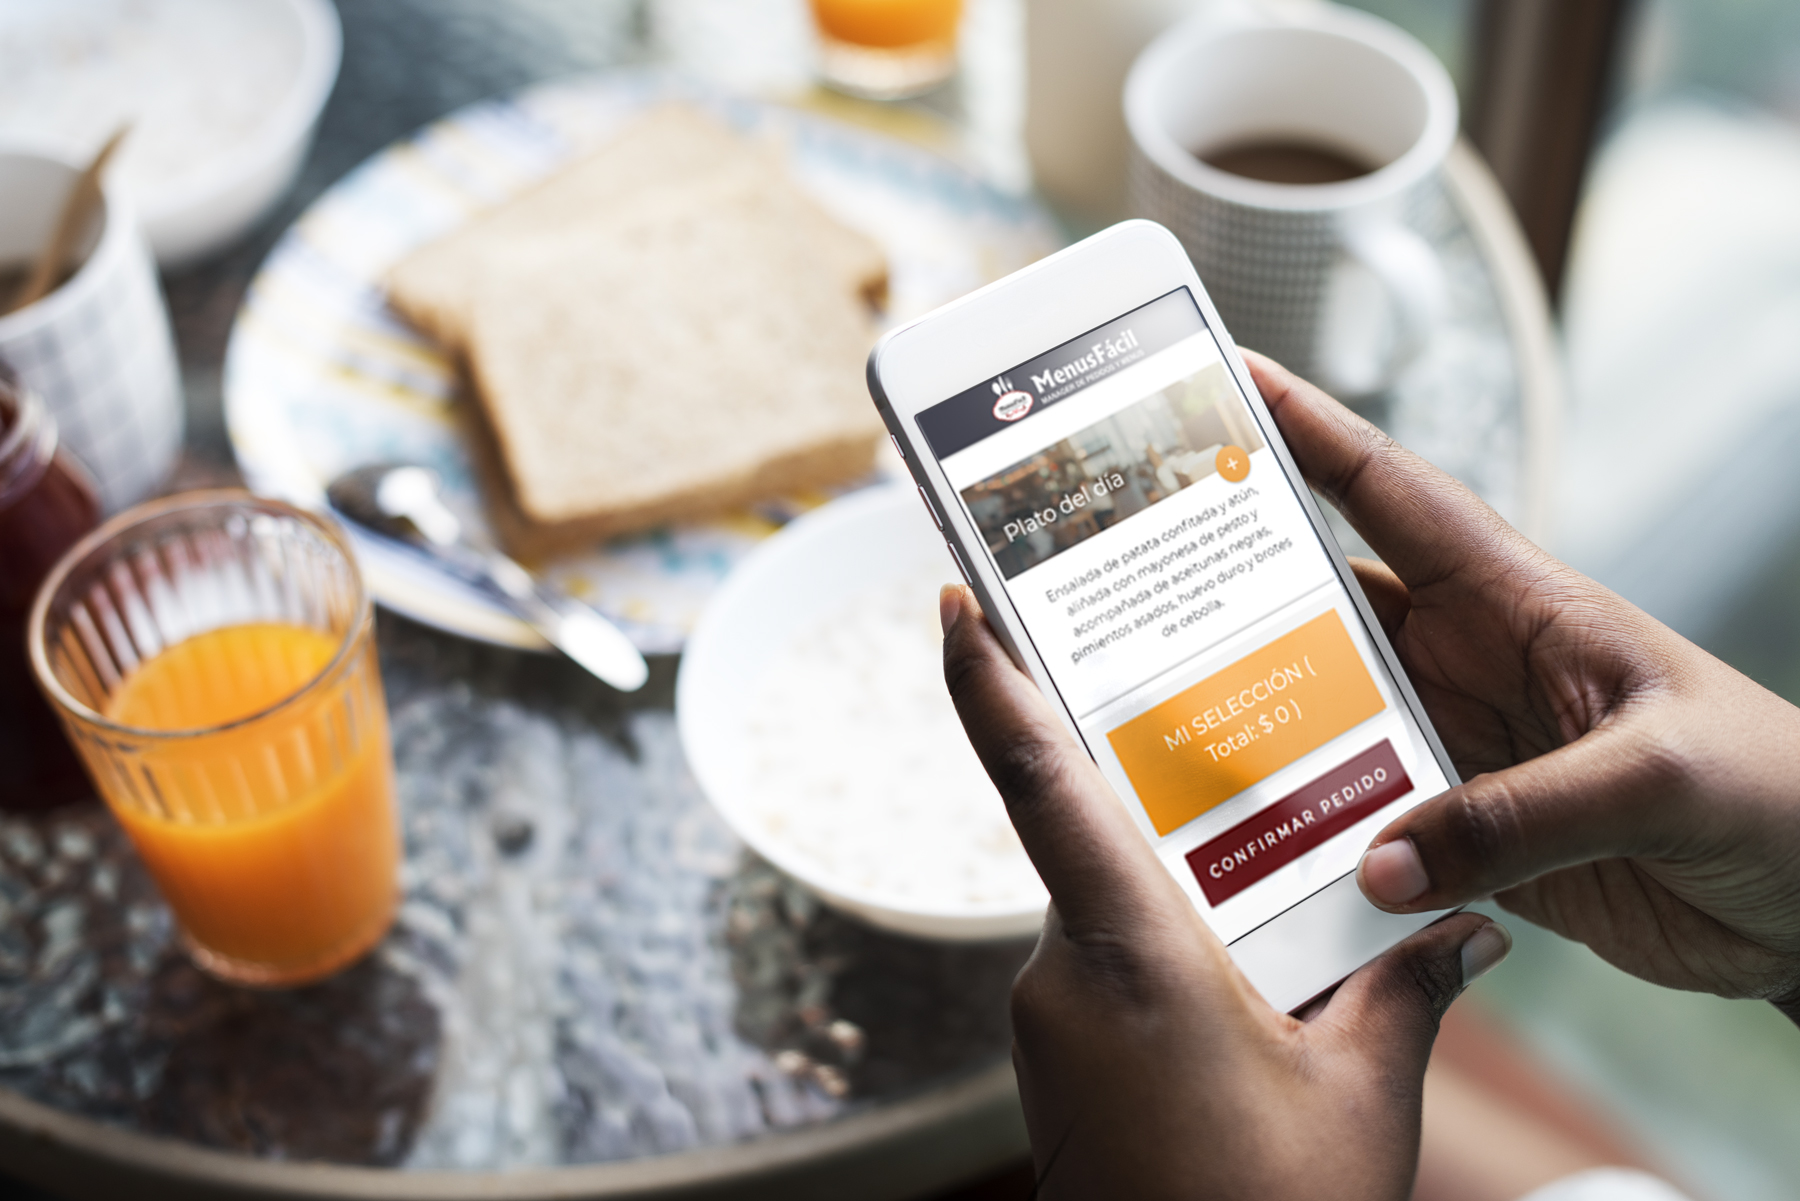 MenusFácil
MANAGER DE PEDIDOS Y MENUS
Plato del día
+
Ensalada de patata confitada y atún,
aliñada con mayonesa de pesto y
acompañada de aceitunas negras,
pimientos asados, huevo duro y brotes
de cebolla.
MI SELECCIÓN (
Total: $ 0 )
CONFIRMAR PEDIDO